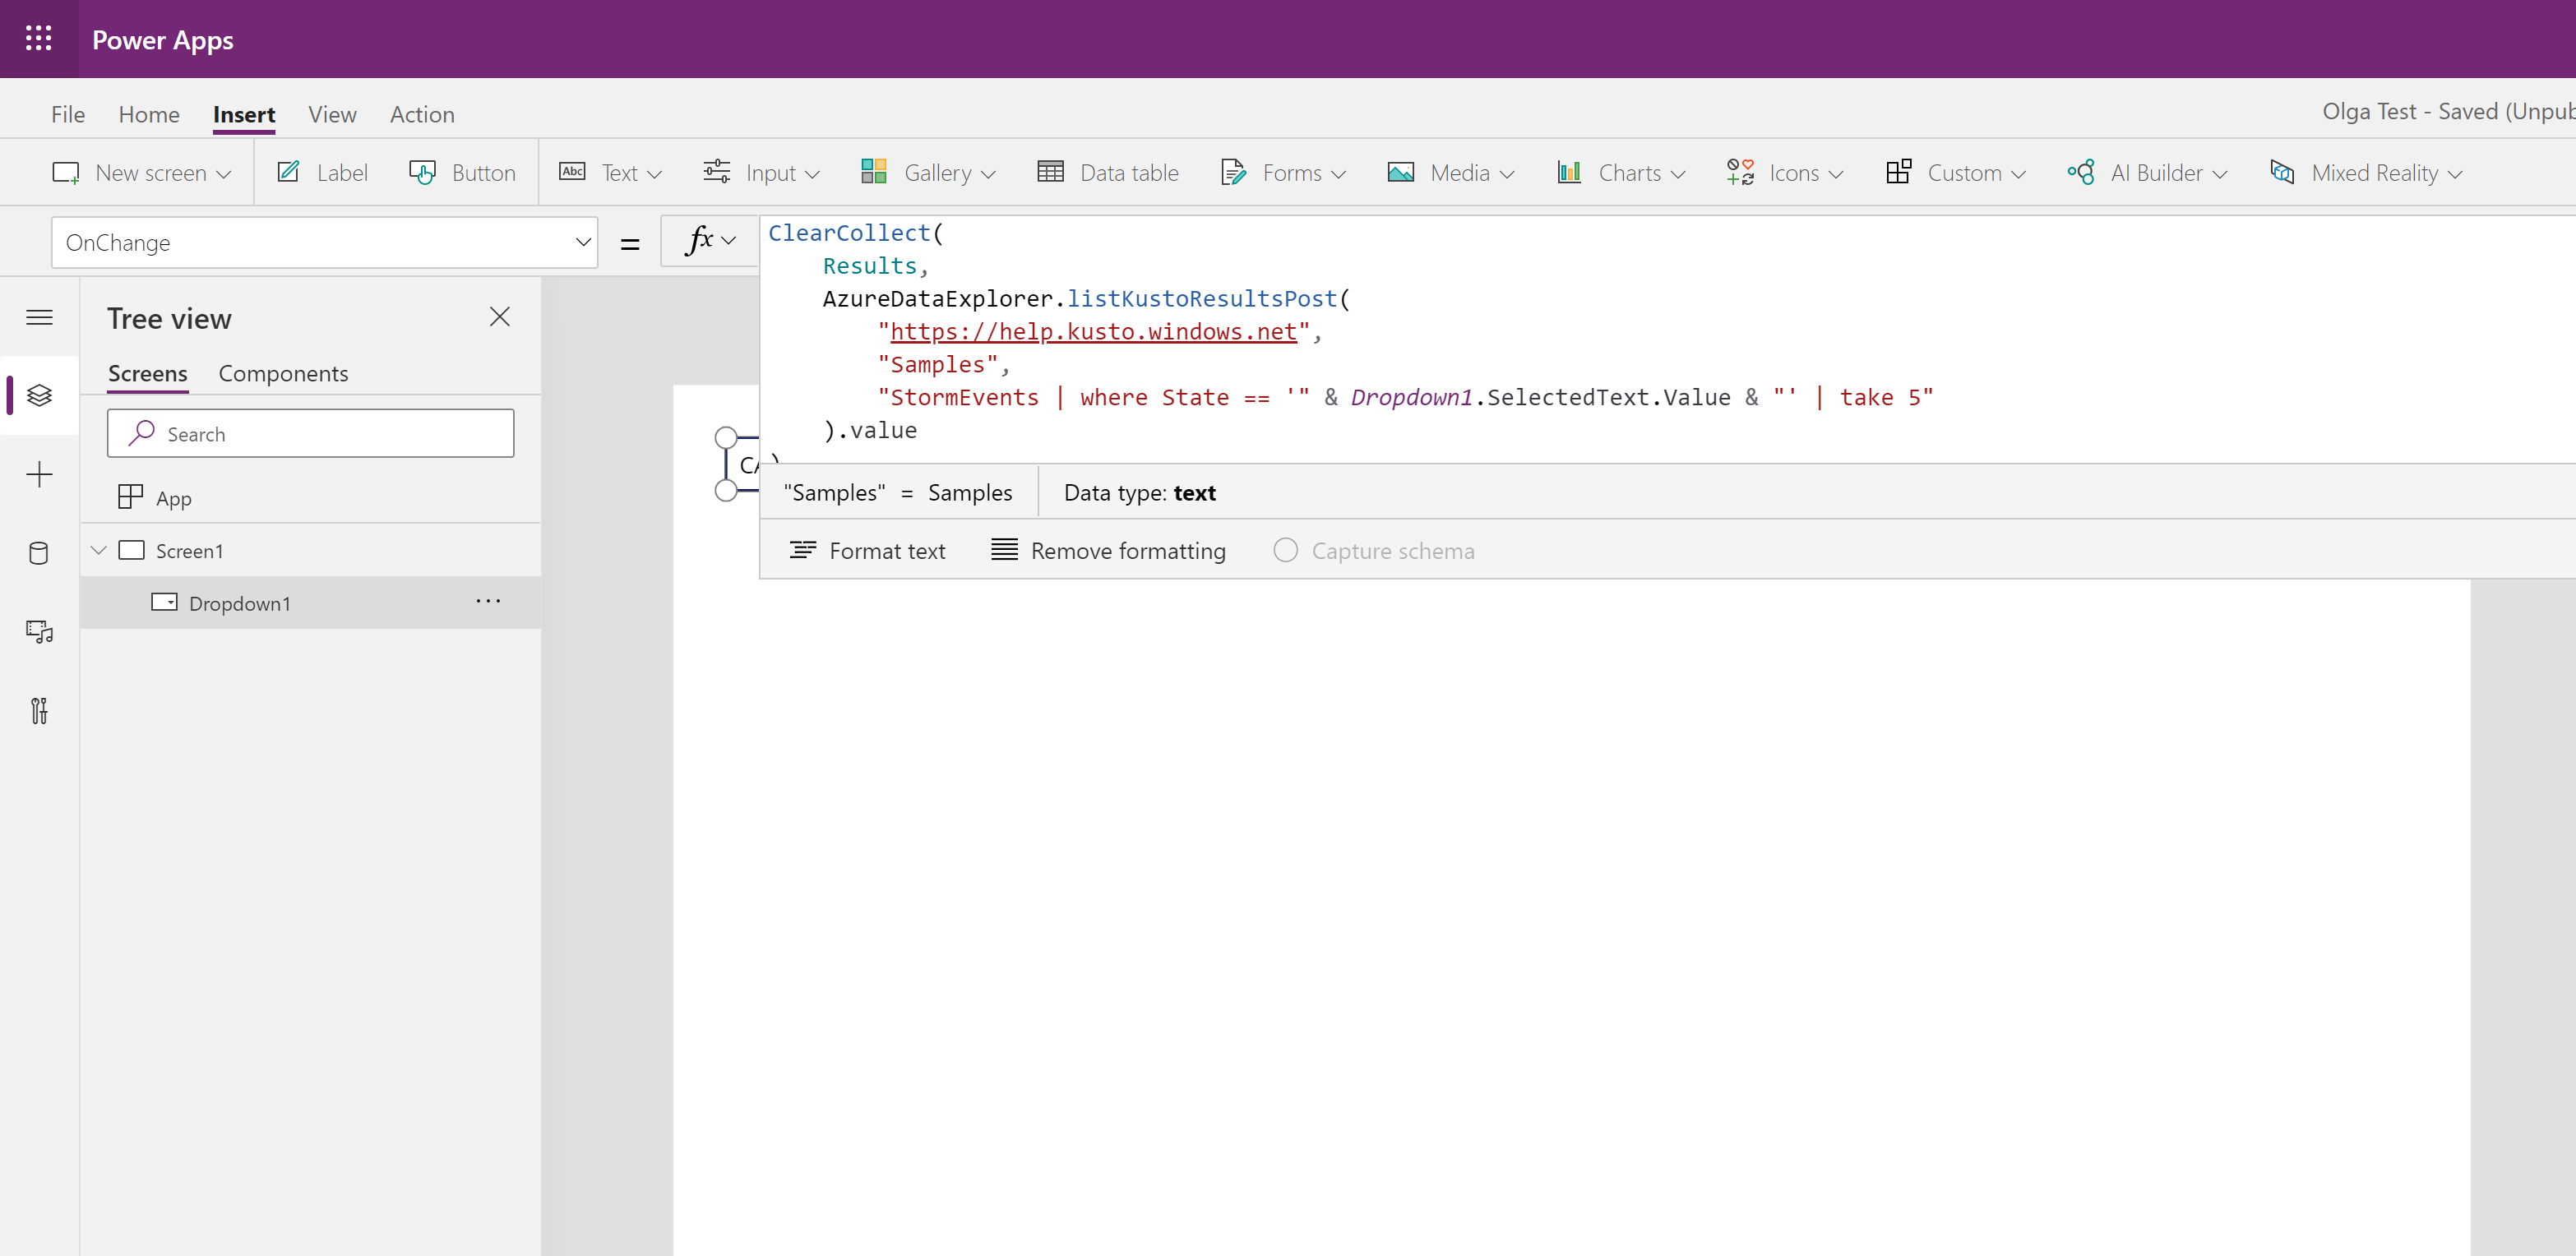 Power Apps
File Home Insert View Action
Olga Test - Saved (Unpub
New screen Label Button Text Input Gallery Data table Forms Media Charts Icons Custom AI Builder Mixed Reality
OnChange = fx
ClearCollect(
Results,
AzureDataExplorer.listKustoResultsPost(
"https://help.kusto.windows.net",
"Samples",
"StormEvents | where State == '" & Dropdown1.SelectedText.Value & "' | take 5"
).value
)
CA
"Samples" = Samples Data type: text
Format text Remove formatting Capture schema
Tree view
Screens Components
Search
App
Screen1
Dropdown1